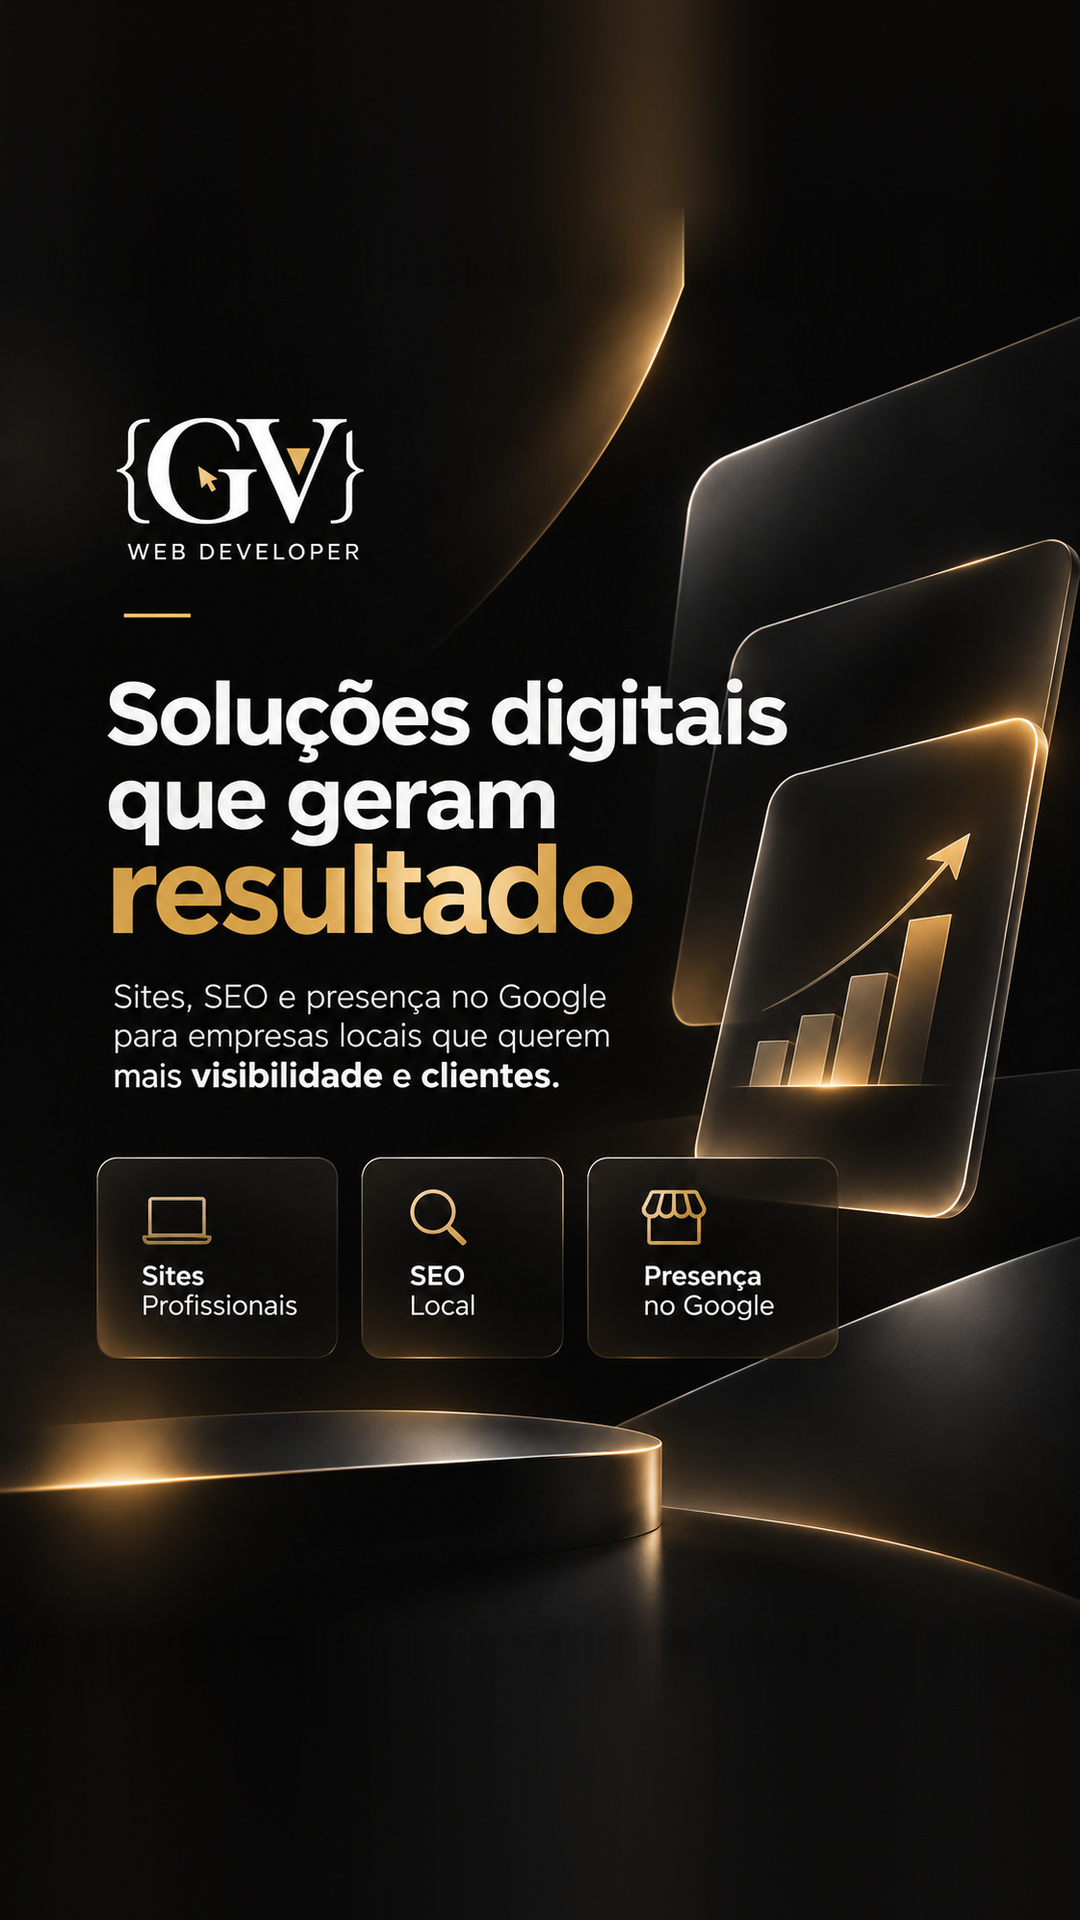 {GV}
WEB DEVELOPER
Soluções digitais
que geram
resultado
Sites, SEO e presença no Google
para empresas locais que querem
mais visibilidade e clientes.
Sites
Profissionais
SEO
Local
Presença
no Google